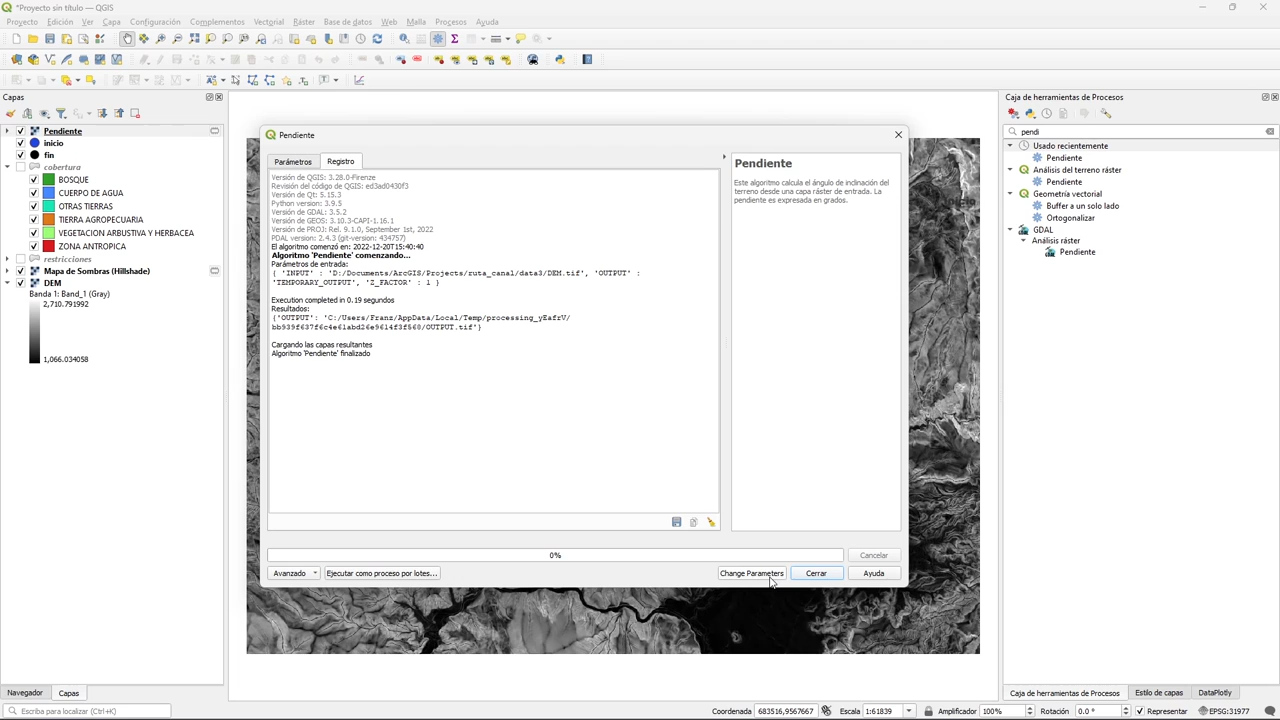 *Proyecto sin título — QGIS
Proyecto Edición Ver Capa Configuración Complementos Vectorial Ráster Base de datos Web Malla Procesos Ayuda
Capas
Pendiente
inicio
fin
cobertura
BOSQUE
CUERPO DE AGUA
OTRAS TIERRAS
TIERRA AGROPECUARIA
VEGETACION ARBUSTIVA Y HERBACEA
ZONA ANTROPICA
restricciones
Mapa de Sombras (Hillshade)
DEM
Banda 1: Band_1 (Gray)
2,710.791992
1,066.034058
Navegador Capas
Escriba para localizar (Ctrl+K)
Pendiente
Parámetros Registro
Versión de QGIS: 3.28.0-Firenze
Revisión del código de QGIS: ed3ad0430f3
Versión de Qt: 5.15.3
Python version: 3.9.5
Versión de GDAL: 3.5.2
Versión de GEOS: 3.10.3-CAPI-1.16.1
Versión de PROJ: Rel. 9.1.0, September 1st, 2022
PDAL version: 2.4.3 (git-version: 434757)
El algoritmo comenzó en: 2022-12-20T15:40:40
Algoritmo 'Pendiente' comenzando…
Parámetros de entrada:
{ 'INPUT' : 'D:/Documents/ArcGIS/Projects/ruta_canal/data3/DEM.tif', 'OUTPUT' :
'TEMPORARY_OUTPUT', 'Z_FACTOR' : 1 }
Execution completed in 0.19 segundos
Resultados:
{'OUTPUT': 'C:/Users/Franz/AppData/Local/Temp/processing_yEafrV/
bb939f637f6c4e61abd26e9614f3f560/OUTPUT.tif'}
Cargando las capas resultantes
Algoritmo 'Pendiente' finalizado
Pendiente
Este algoritmo calcula el ángulo de inclinación del
terreno desde una capa ráster de entrada. La
pendiente es expresada en grados.
0%
Cancelar
Avanzado Ejecutar como proceso por lotes… Change Parameters Cerrar Ayuda
inicio
Caja de herramientas de Procesos
pendi
Usado recientemente
Pendiente
Análisis del terreno ráster
Pendiente
Geometría vectorial
Buffer a un solo lado
Ortogonalizar
GDAL
Análisis ráster
Pendiente
Caja de herramientas de Procesos Estilo de capas DataPlotly
Coordenada 683516,9567667 Escala 1:61839 Amplificador 100% Rotación 0.0 ° Representar EPSG:31977